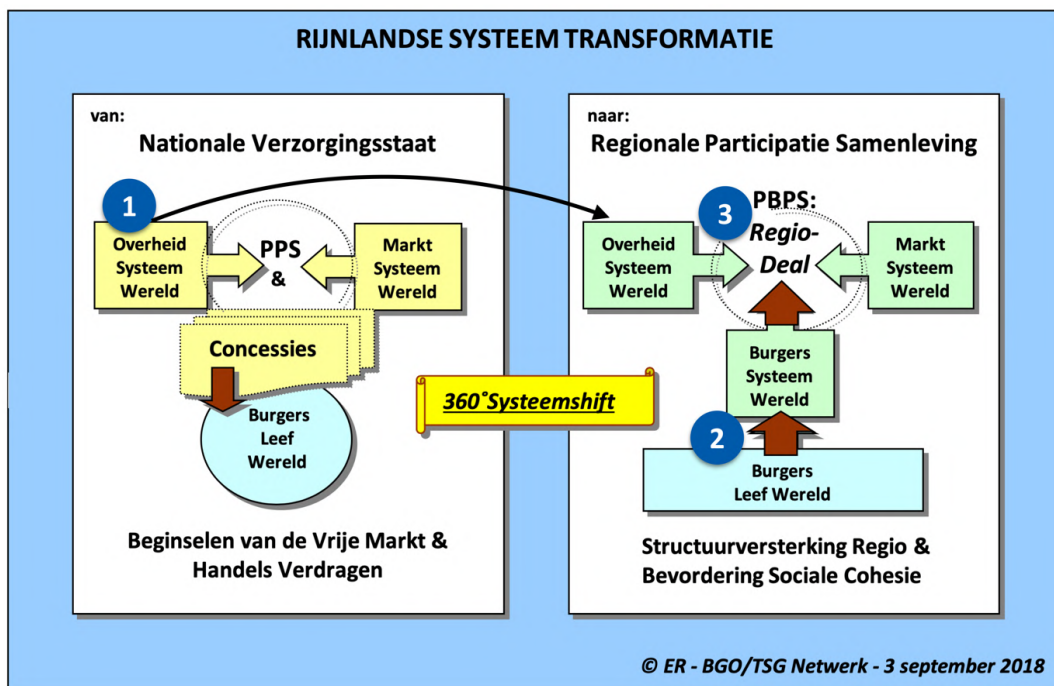 RIJNLANDSE SYSTEEM TRANSFORMATIE
van:
Nationale Verzorgingsstaat
1
Overheid
Systeem
Wereld
PPS
&
Markt
Systeem
Wereld
Concessies
Burgers
Leef
Wereld
Beginselen van de Vrije Markt &
Handels Verdragen
360°Systeemshift
naar:
Regionale Participatie Samenleving
3
PBPS:
Regio-
Deal
Overheid
Systeem
Wereld
Markt
Systeem
Wereld
Burgers
Systeem
Wereld
2
Burgers
Leef Wereld
Structuurversterking Regio &
Bevordering Sociale Cohesie
© ER - BGO/TSG Netwerk - 3 september 2018